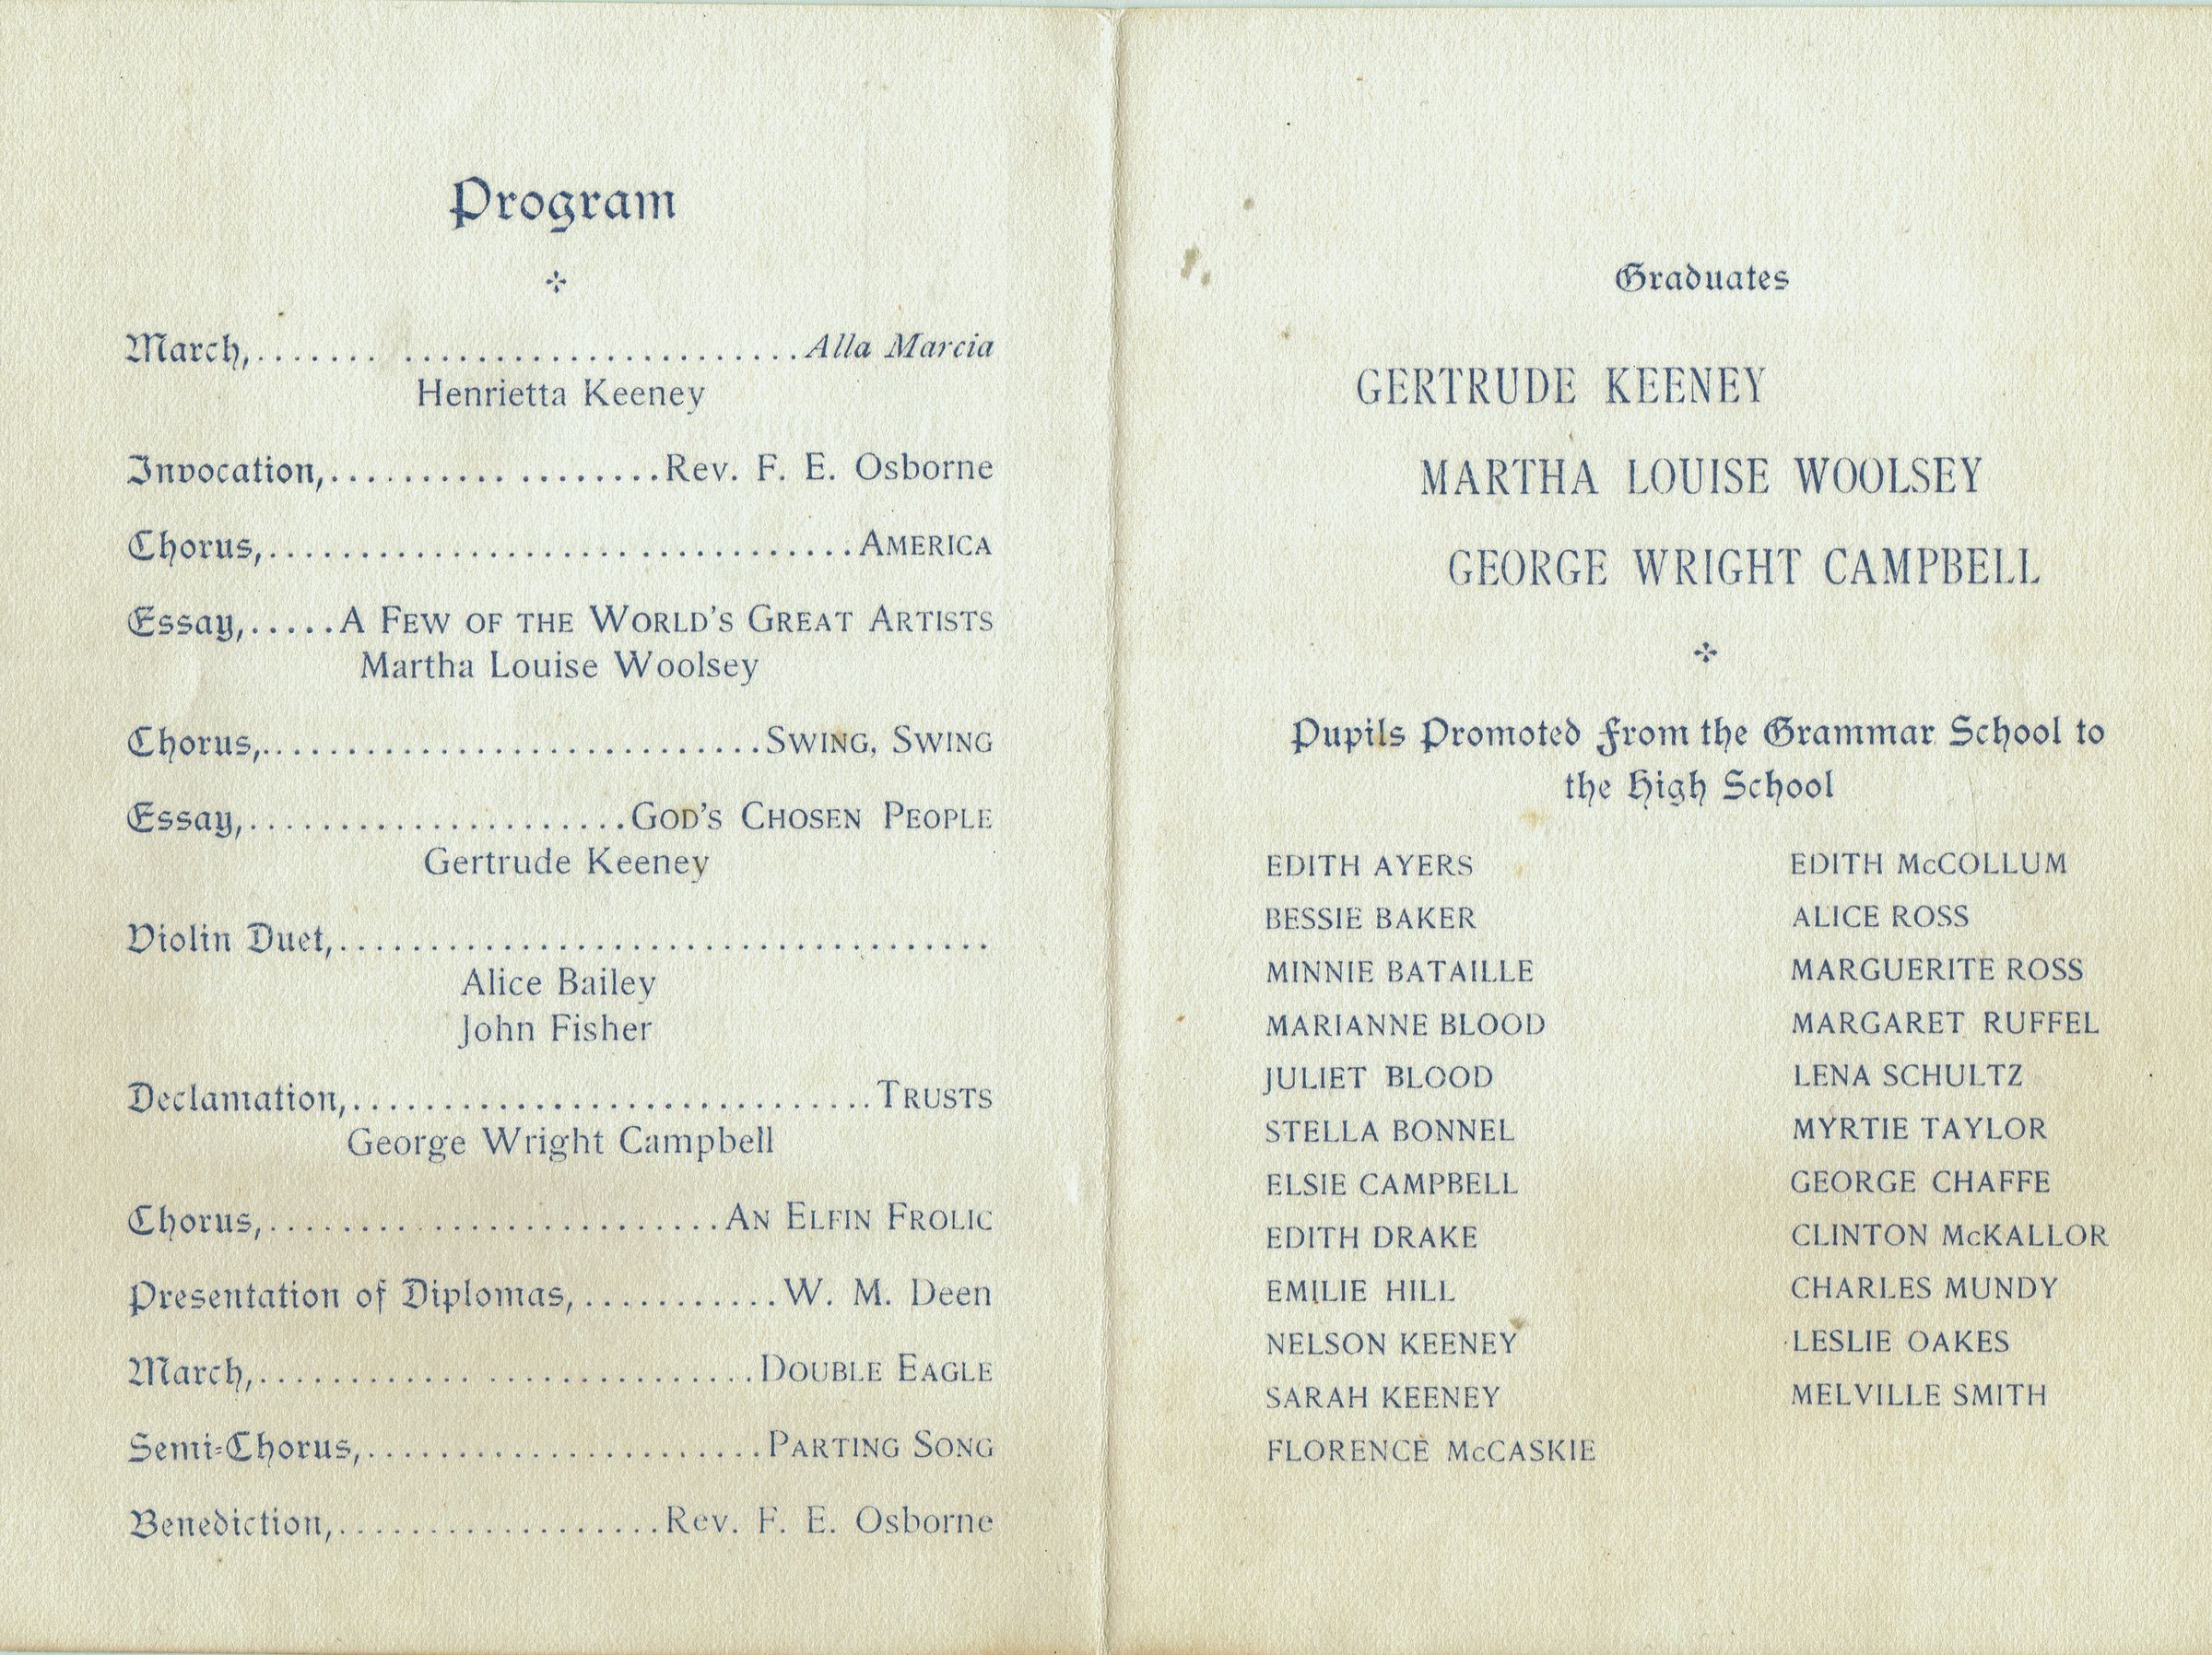 Program
March,....... ......................Alla Marcia
Henrietta Keeney
Invocation,.......... ........Rev. F. E. Osborne
Chorus,................................AMERICA
Essay,.....A FEW OF THE WORLD'S GREAT ARTISTS
Martha Louise Woolsey
Chorus,............................SWING, SWING
Essay,.....................GOD'S CHOSEN PEOPLE
Gertrude Keeney
Violin Duet,....................................
Alice Bailey
John Fisher
Declamation,.............................TRUSTS
George Wright Campbell
Chorus,.........................AN ELFIN FROLIC
Presentation of Diplomas,...........W. M. Deen
March,............ ...............DOUBLE EAGLE
Semi-Chorus,......................PARTING SONG
Benediction,..................Rev. F. E. Osborne
Graduates
GERTRUDE KEENEY
MARTHA LOUISE WOOLSEY
GEORGE WRIGHT CAMPBELL
Pupils Promoted From the Grammar School to
the High School
EDITH AYERS
BESSIE BAKER
MINNIE BATAILLE
MARIANNE BLOOD
JULIET BLOOD
STELLA BONNEL
ELSIE CAMPBELL
EDITH DRAKE
EMILIE HILL
NELSON KEENEY
SARAH KEENEY
FLORENCE McCASKIE
EDITH McCOLLUM
ALICE ROSS
MARGUERITE ROSS
MARGARET RUFFEL
LENA SCHULTZ
MYRTIE TAYLOR
GEORGE CHAFFE
CLINTON McKALLOR
CHARLES MUNDY
LESLIE OAKES
MELVILLE SMITH